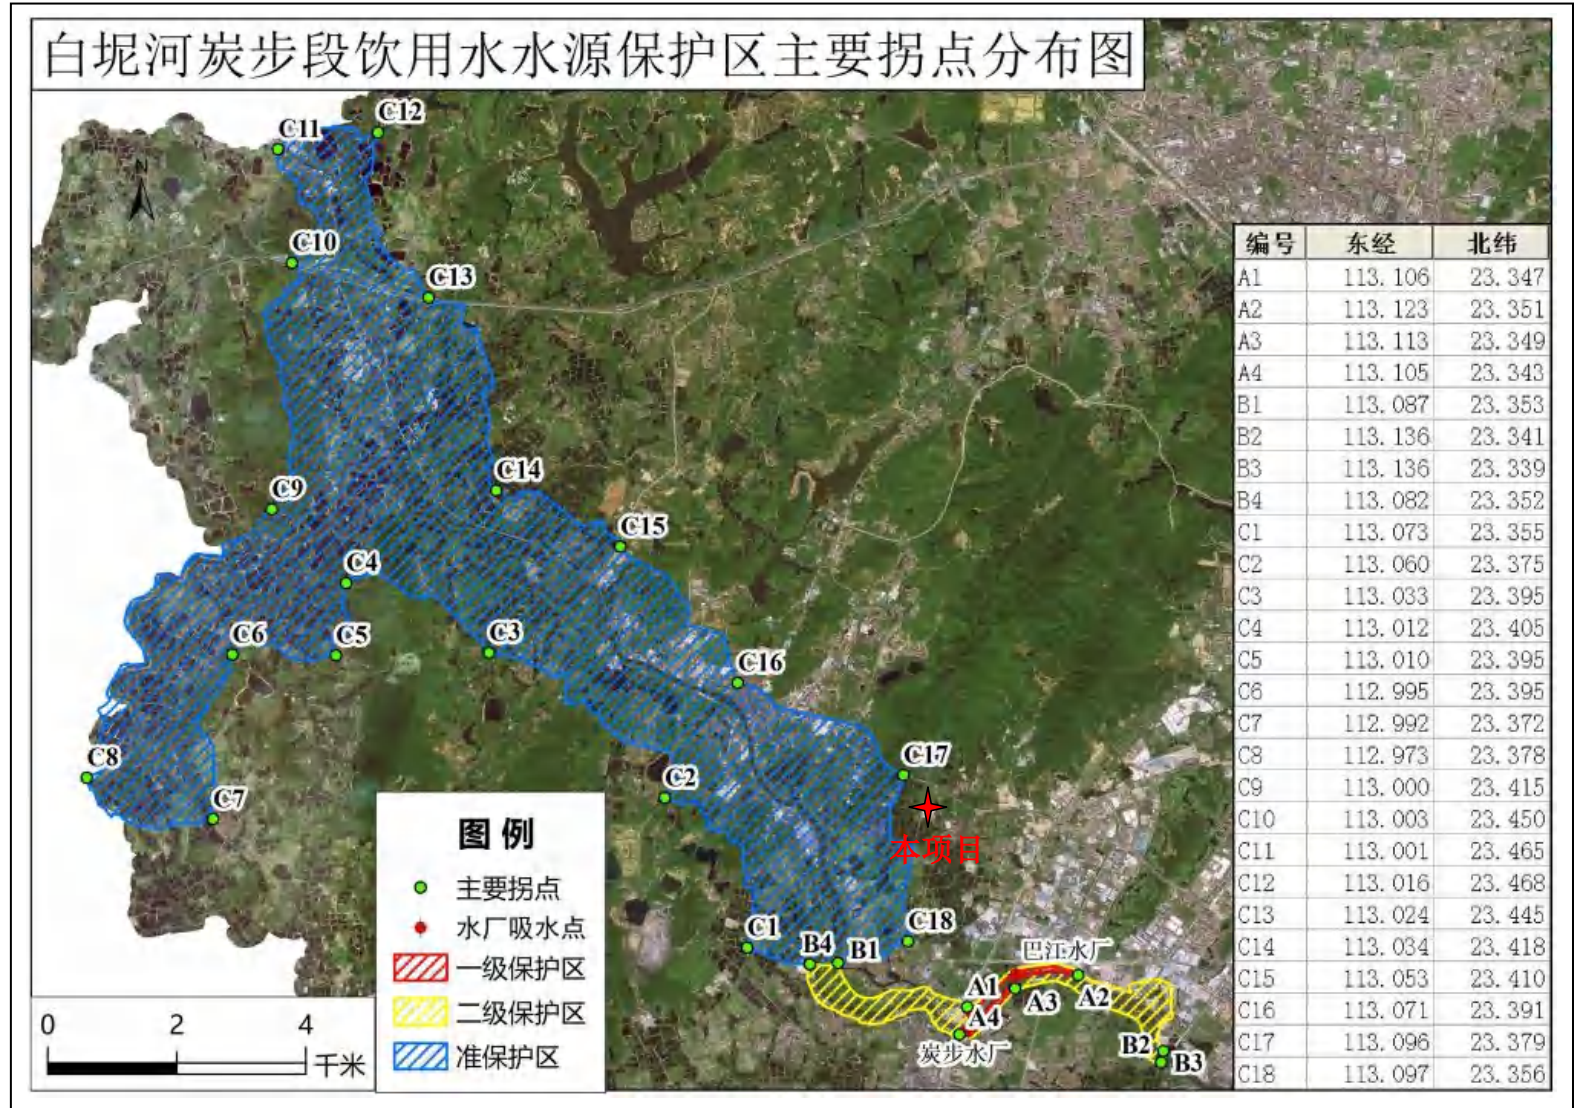 白坭河炭步段饮用水水源保护区主要拐点分布图
N
C12
C11
C10
C13
C14
C9
C15
C4
C6
C5
C3
C16
C8
C17
C2
C7
本项目
C1
B4
B1
C18
巴江水厂
A1
A3
A2
A4
炭步水厂
B2
B3
图例
主要拐点
水厂吸水点
一级保护区
二级保护区
准保护区
0 2 4
千米
编号 东经 北纬
A1 113.106 23.347
A2 113.123 23.351
A3 113.113 23.349
A4 113.105 23.343
B1 113.087 23.353
B2 113.136 23.341
B3 113.136 23.339
B4 113.082 23.352
C1 113.073 23.355
C2 113.060 23.375
C3 113.033 23.395
C4 113.012 23.405
C5 113.010 23.395
C6 112.995 23.395
C7 112.992 23.372
C8 112.973 23.378
C9 113.000 23.415
C10 113.003 23.450
C11 113.001 23.465
C12 113.016 23.468
C13 113.024 23.445
C14 113.034 23.418
C15 113.053 23.410
C16 113.071 23.391
C17 113.096 23.379
C18 113.097 23.356